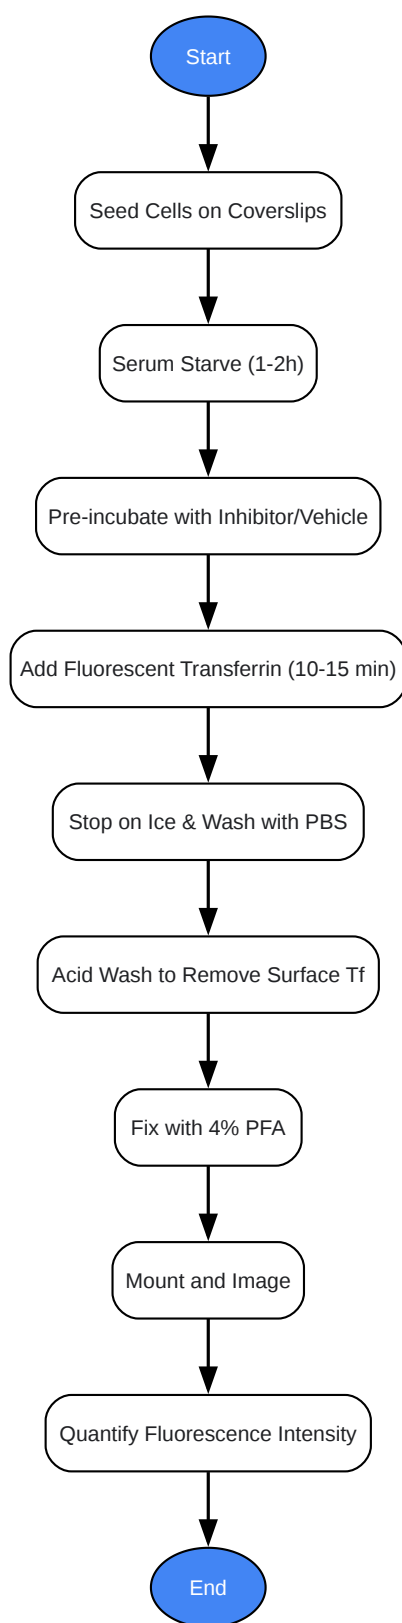 Start
Seed Cells on Coverslips
Serum Starve (1-2h)
Pre-incubate with Inhibitor/Vehicle
Add Fluorescent Transferrin (10-15 min)
Stop on Ice & Wash with PBS
Acid Wash to Remove Surface Tf
Fix with 4% PFA
Mount and Image
Quantify Fluorescence Intensity
End